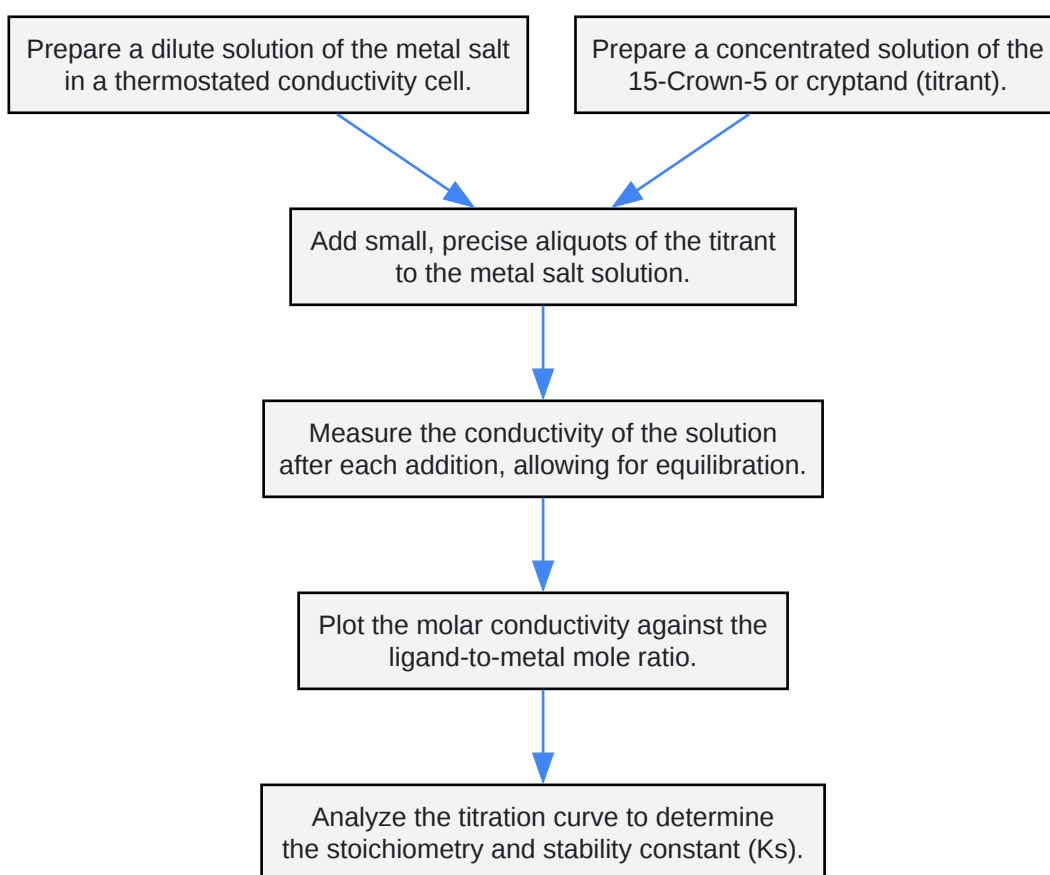 Prepare a dilute solution of the metal salt
in a thermostated conductivity cell.
Prepare a concentrated solution of the
15-Crown-5 or cryptand (titrant).
Add small, precise aliquots of the titrant
to the metal salt solution.
Measure the conductivity of the solution
after each addition, allowing for equilibration.
Plot the molar conductivity against the
ligand-to-metal mole ratio.
Analyze the titration curve to determine
the stoichiometry and stability constant (Ks).